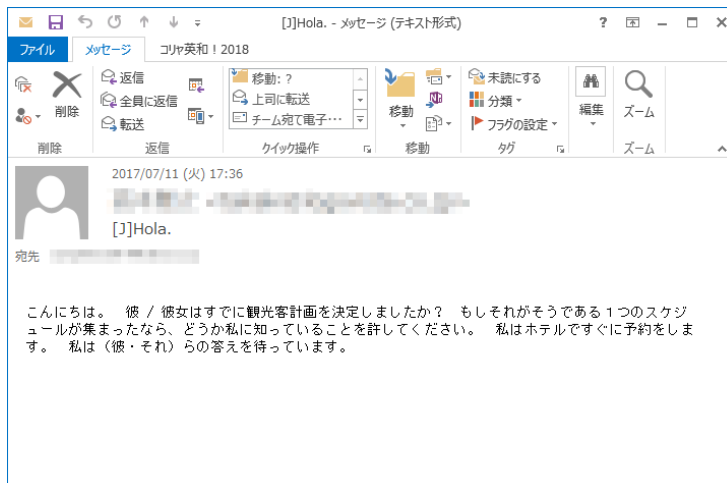 [J]Hola. - メッセージ (テキスト形式)
ファイル メッセージ コリャ英和！2018
削除
返信
全員に返信
転送
移動: ?
上司に転送
チーム宛て電子…
移動
未読にする
分類
フラグの設定
編集
ズーム
削除 返信 クイック操作 移動 タグ ズーム
2017/07/11 (火) 17:36
[J]Hola.
宛先
こんにちは。 彼 / 彼女はすでに観光客計画を決定しましたか？ もしそれがそうである１つのスケジ
ュールが集まったなら、どうか私に知っていることを許してください。 私はホテルですぐに予約をしま
す。 私は（彼・それ）らの答えを待っています。